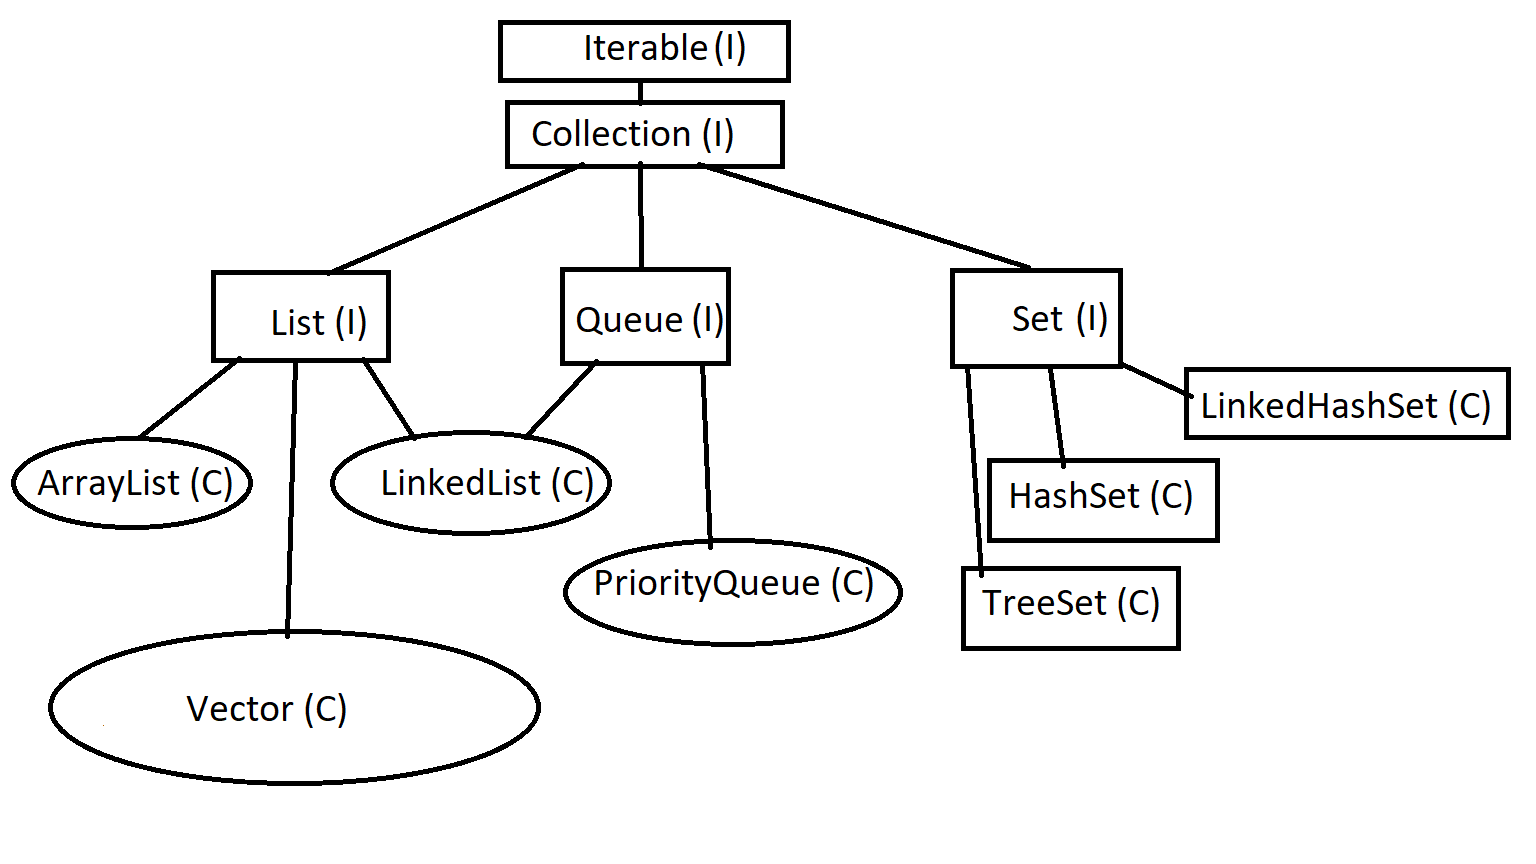 Iterable (I)
Collection (I)
List (I)
Queue (I)
Set (I)
LinkedHashSet (C)
ArrayList (C)
LinkedList (C)
HashSet (C)
PriorityQueue (C)
TreeSet (C)
Vector (C)